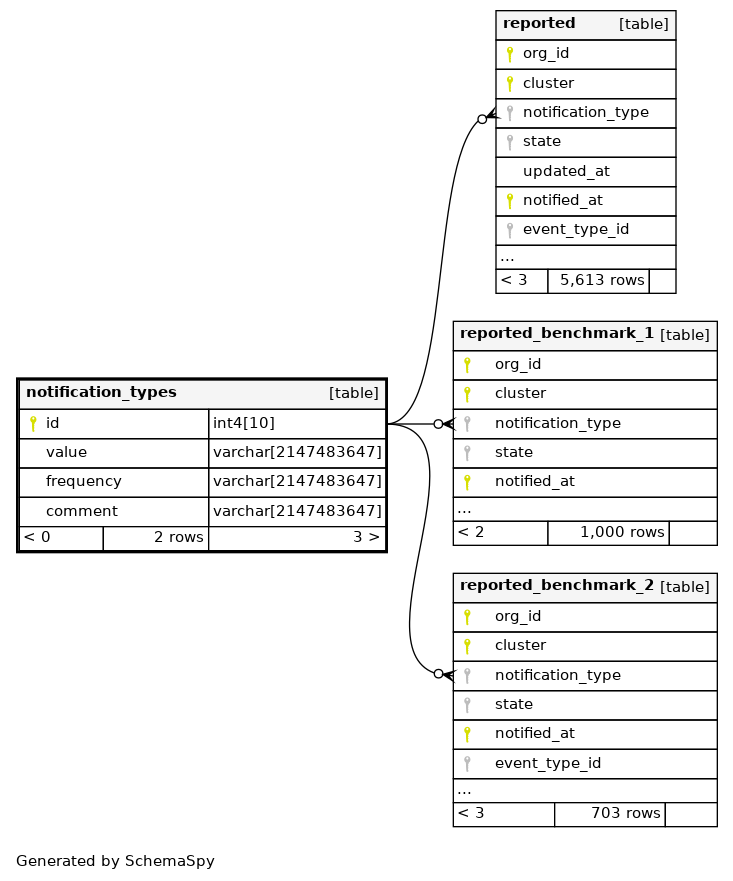 reported [table]
org_id
cluster
notification_type
state
updated_at
notified_at
event_type_id
...
< 3 5,613 rows
reported_benchmark_1 [table]
org_id
cluster
notification_type
state
notified_at
...
< 2 1,000 rows
notification_types [table]
id int4[10]
value varchar[2147483647]
frequency varchar[2147483647]
comment varchar[2147483647]
< 0 2 rows 3 >
reported_benchmark_2 [table]
org_id
cluster
notification_type
state
notified_at
event_type_id
...
< 3 703 rows
Generated by SchemaSpy